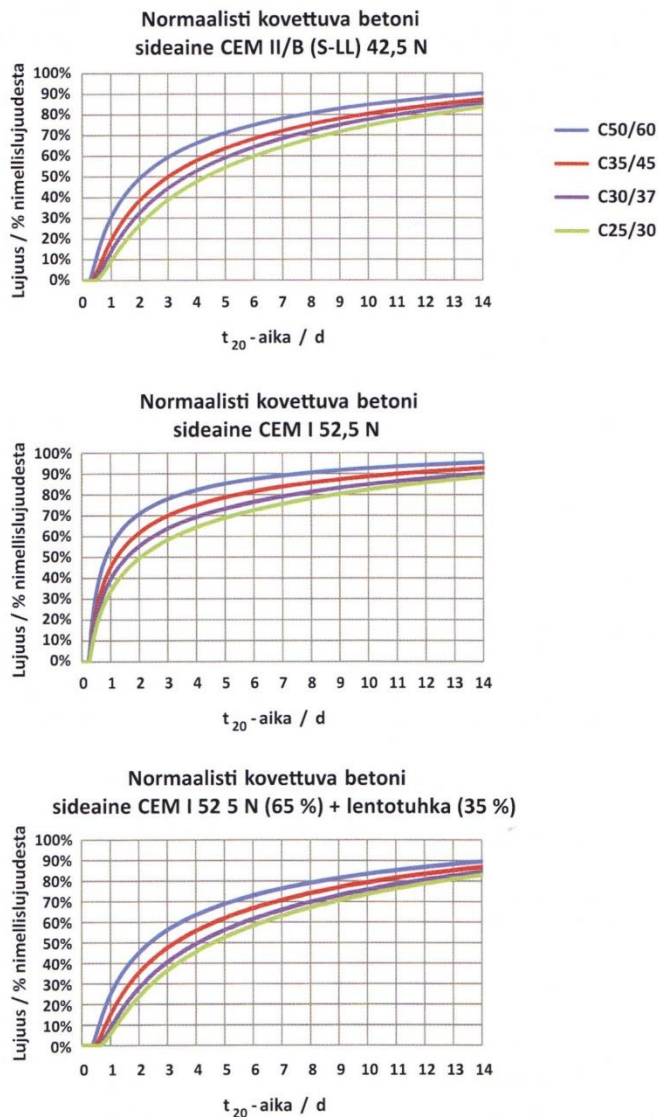 Normaalisti kovettuva betoni
sideaine CEM II/B (S-LL) 42,5 N
Lujuus / % nimellislujuudesta
100%
90%
80%
70%
60%
50%
40%
30%
20%
10%
0%
0 1 2 3 4 5 6 7 8 9 10 11 12 13 14
t20-aika / d
C50/60
C35/45
C30/37
C25/30
Normaalisti kovettuva betoni
sideaine CEM I 52,5 N
Lujuus / % nimellislujuudesta
100%
90%
80%
70%
60%
50%
40%
30%
20%
10%
0%
0 1 2 3 4 5 6 7 8 9 10 11 12 13 14
t20-aika / d
Normaalisti kovettuva betoni
sideaine CEM I 52 5 N (65 %) + lentotuhka (35 %)
Lujuus / % nimellislujuudesta
100%
90%
80%
70%
60%
50%
40%
30%
20%
10%
0%
0 1 2 3 4 5 6 7 8 9 10 11 12 13 14
t20-aika / d